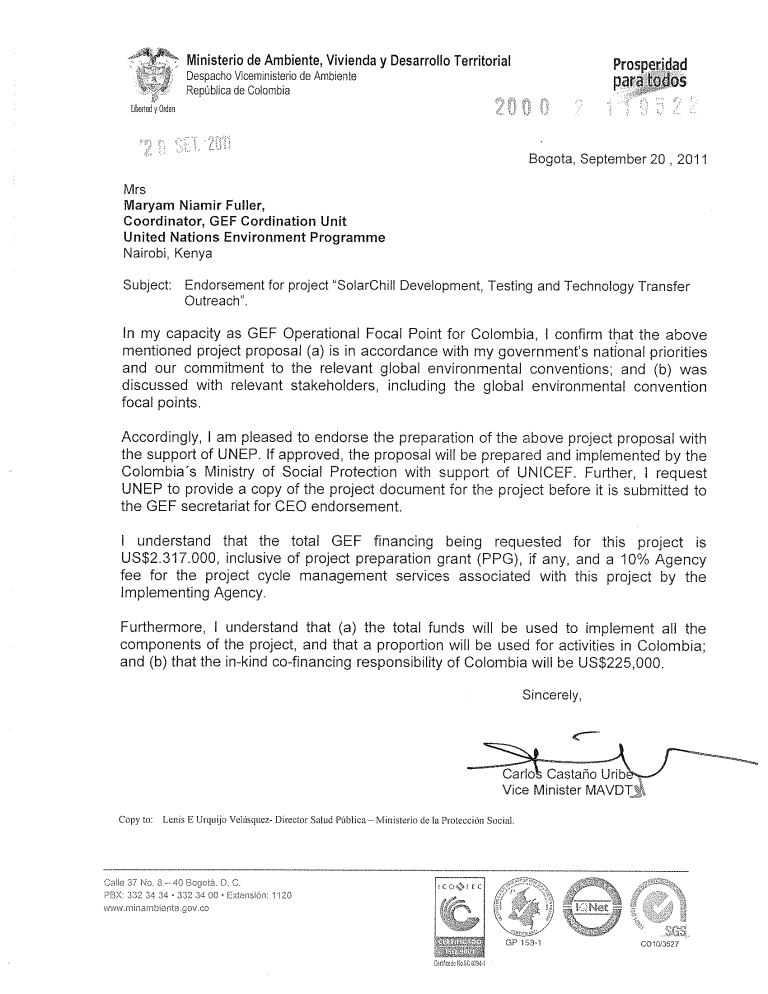 Ministerio de Ambiente, Vivienda y Desarrollo Territorial
Despacho Viceministerio de Ambiente
República de Colombia
Libertad y Orden
Prosperidad
para todos
2000 2 119522
20 SET. 2011
Bogota, September 20 , 2011
Mrs
Maryam Niamir Fuller,
Coordinator, GEF Cordination Unit
United Nations Environment Programme
Nairobi, Kenya
Subject: Endorsement for project “SolarChill Development, Testing and Technology Transfer
Outreach”.
In my capacity as GEF Operational Focal Point for Colombia, I confirm that the above
mentioned project proposal (a) is in accordance with my government's national priorities
and our commitment to the relevant global environmental conventions; and (b) was
discussed with relevant stakeholders, including the global environmental convention
focal points.
Accordingly, I am pleased to endorse the preparation of the above project proposal with
the support of UNEP. If approved, the proposal will be prepared and implemented by the
Colombia´s Ministry of Social Protection with support of UNICEF. Further, I request
UNEP to provide a copy of the project document for the project before it is submitted to
the GEF secretariat for CEO endorsement.
I understand that the total GEF financing being requested for this project is
US$2.317.000, inclusive of project preparation grant (PPG), if any, and a 10% Agency
fee for the project cycle management services associated with this project by the
Implementing Agency.
Furthermore, I understand that (a) the total funds will be used to implement all the
components of the project, and that a proportion will be used for activities in Colombia;
and (b) that the in-kind co-financing responsibility of Colombia will be US$225,000.
Sincerely,
Carlos Castaño Uribe
Vice Minister MAVDT
Copy to: Lenis E Urquijo Velásquez- Director Salud Pública – Ministerio de la Protección Social.
Calle 37 No. 8 – 40 Bogotá, D. C.
PBX: 332 34 34 • 332 34 00 • Extensión: 1120
www.minambiente.gov.co
ICONTEC
CERTIFICADO
GP 153-1
IQNet
SGS
CO10/3527